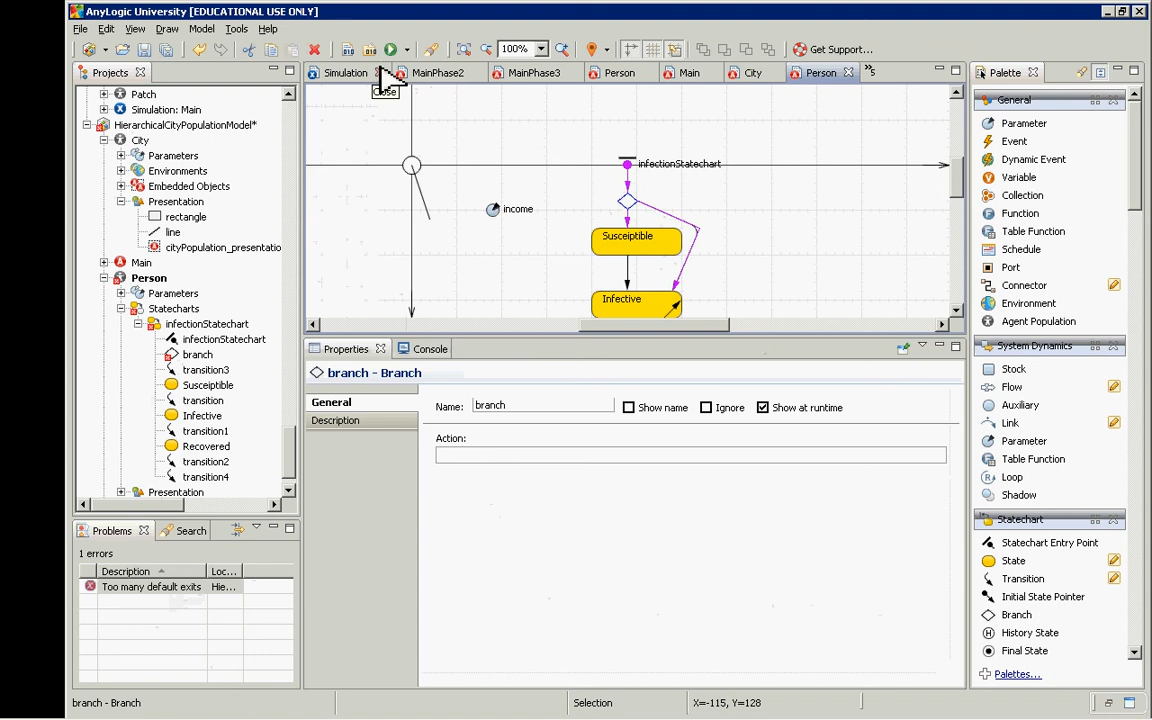 AnyLogic University [EDUCATIONAL USE ONLY]
File Edit View Draw Model Tools Help
100% Get Support...
Projects
Patch
Simulation: Main
HierarchicalCityPopulationModel*
City
Parameters
Environments
Embedded Objects
Presentation
rectangle
line
cityPopulation_presentatio
Main
Person
Parameters
Statecharts
infectionStatechart
infectionStatechart
branch
transition3
Susceiptible
transition
Infective
transition1
Recovered
transition2
transition4
Presentation
Problems Search
1 errors
Description Loc...
Too many default exits Hie...
Simulation MainPhase2 MainPhase3 Person Main City Person »5
Close
infectionStatechart
income
Susceiptible
Infective
Properties Console
branch - Branch
General
Description
Name: branch Show name Ignore Show at runtime
Action:
Palette
General
Parameter
Event
Dynamic Event
Variable
Collection
Function
Table Function
Schedule
Port
Connector
Environment
Agent Population
System Dynamics
Stock
Flow
Auxiliary
Link
Parameter
Table Function
Loop
Shadow
Statechart
Statechart Entry Point
State
Transition
Initial State Pointer
Branch
History State
Final State
Palettes...
branch - Branch Selection X=-115, Y=128